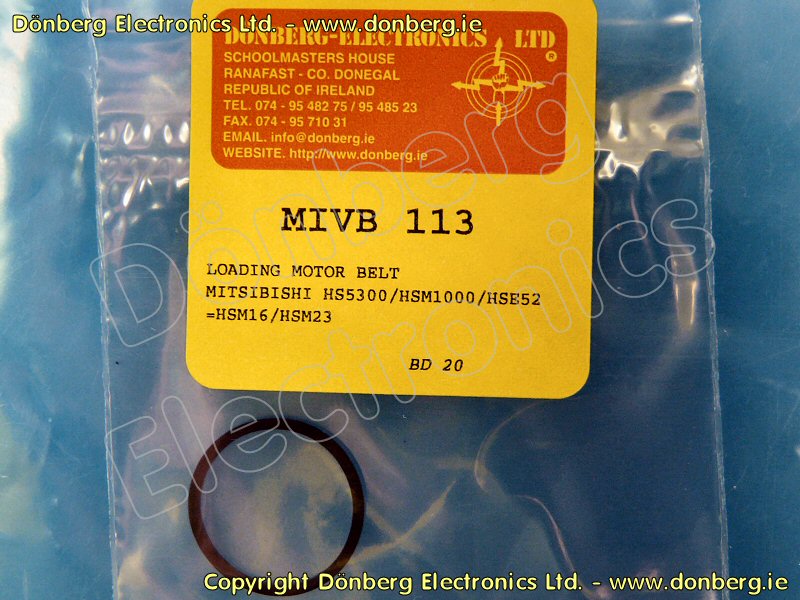 Dönberg Electronics Ltd. - www.donberg.ie
DÖNBERG-ELECTRONICS LTD
®
SCHOOLMASTERS HOUSE
RANAFAST - CO. DONEGAL
REPUBLIC OF IRELAND
TEL. 074 - 95 482 75 / 95 485 23
FAX. 074 - 95 710 31
EMAIL. info@donberg.ie
WEBSITE. http://www.donberg.ie
MIVB 113
LOADING MOTOR BELT
MITSIBISHI HS5300/HSM1000/HSE52
=HSM16/HSM23
BD 20
Dönberg
Electronics
Copyright Dönberg Electronics Ltd. - www.donberg.ie